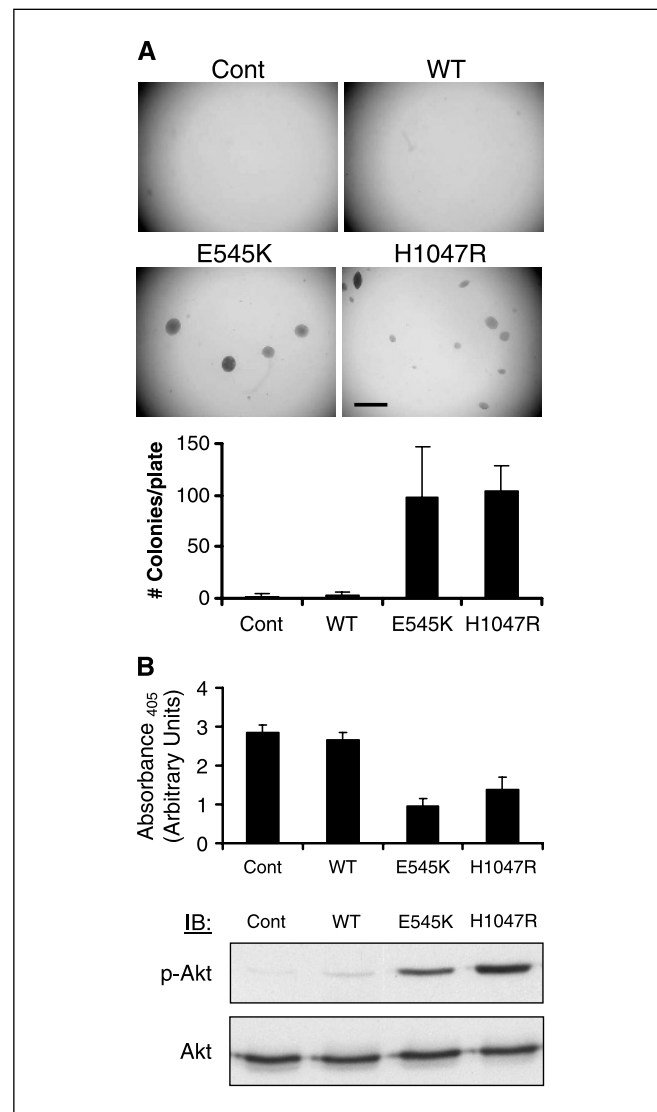 A
Cont WT
E545K H1047R
# Colonies/plate
150
100
50
0
Cont WT E545K H1047R
B
Absorbance 405
(Arbitrary Units)
4
3
2
1
0
Cont WT E545K H1047R
IB: Cont WT E545K H1047R
p-Akt
Akt